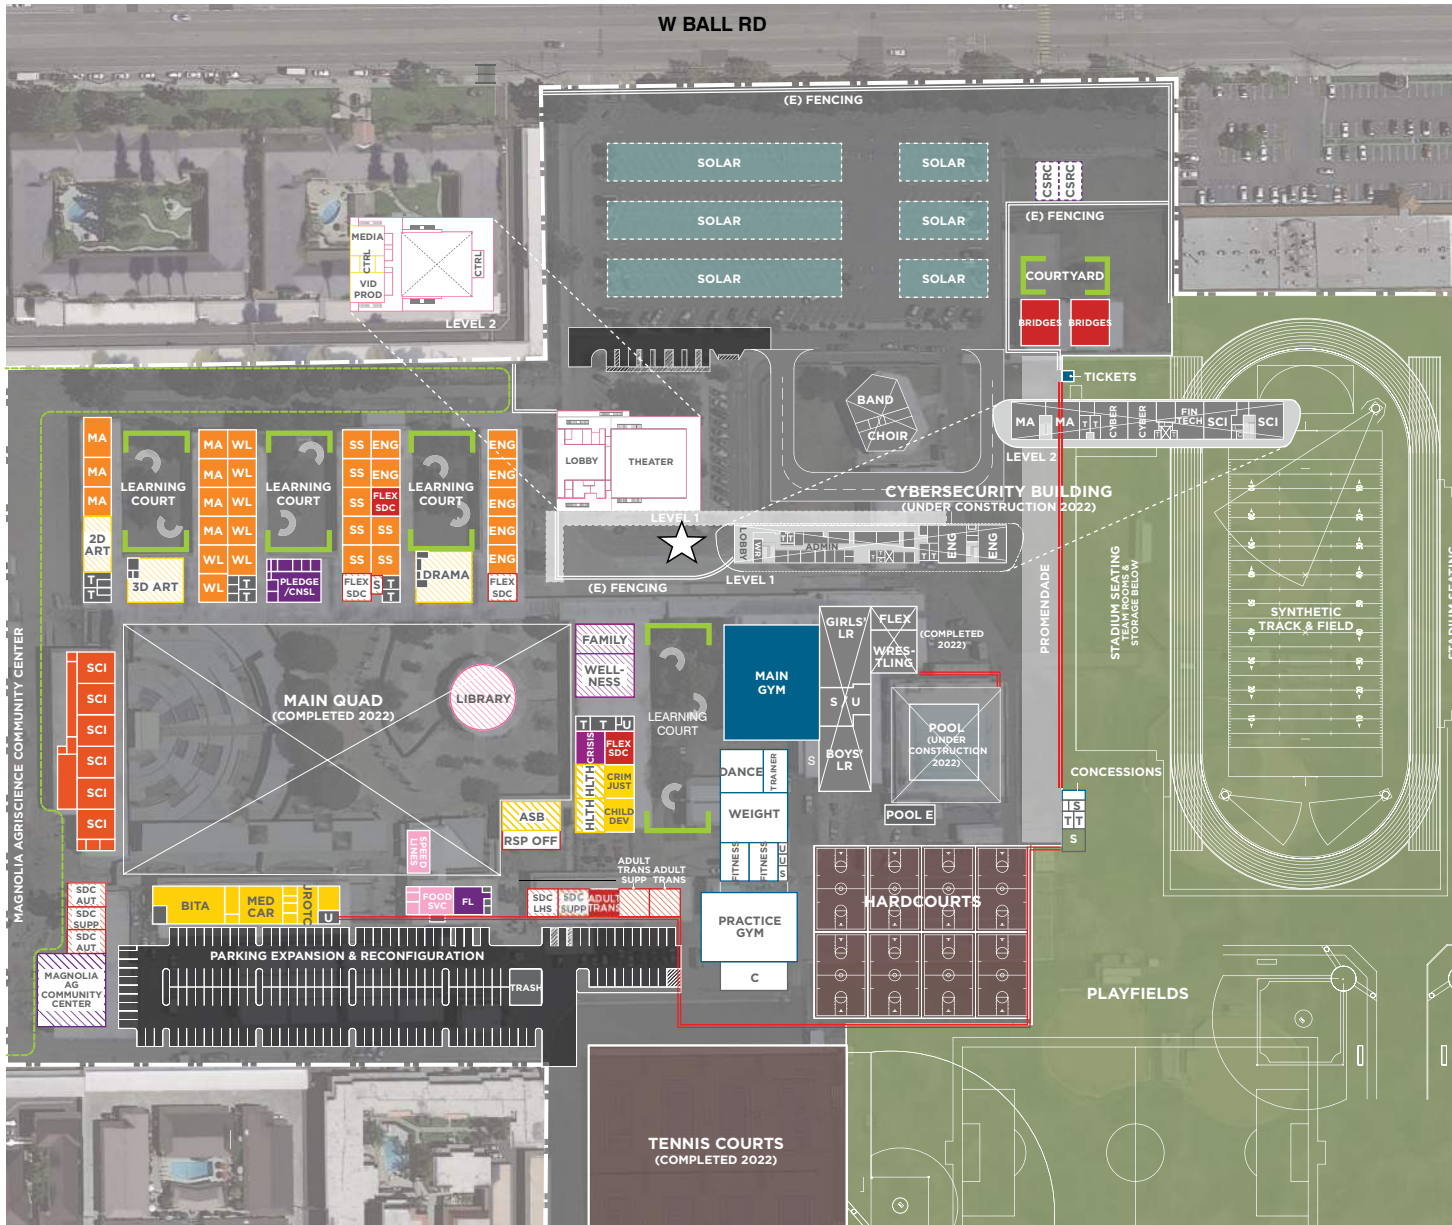 W BALL RD
(E) FENCING
SOLAR
SOLAR
CSRC
CSRC
SOLAR
SOLAR
(E) FENCING
MEDIA
CTRL
CTRL
VID
PROD
LEVEL 2
SOLAR
SOLAR
COURTYARD
BRIDGES
BRIDGES
TICKETS
BAND
CHOIR
MA
MA
T
T
CYBER
CYBER
FIN
TECH
SCI
SCI
LEVEL 2
LOBBY
THEATER
LEVEL 1
CYBERSECURITY BUILDING
(UNDER CONSTRUCTION 2022)
LOBBY
WR
T
T
ADMIN
T
T
ENG
ENG
LEVEL 1
(E) FENCING
MA
MA
MA
2D
ART
T
T
LEARNING
COURT
3D ART
MA
WL
MA
WL
MA
WL
MA
WL
WL
WL
WL
T
T
LEARNING
COURT
PLEDGE
/CNSL
SS
ENG
SS
ENG
SS
FLEX
SDC
SS
SS
SS
SS
FLEX
SDC
S
T
T
LEARNING
COURT
DRAMA
ENG
ENG
ENG
ENG
ENG
FLEX
SDC
MAGNOLIA AGRISCIENCE COMMUNITY CENTER
SCI
SCI
SCI
SCI
SCI
SCI
MAIN QUAD
(COMPLETED 2022)
LIBRARY
FAMILY
WELL-
NESS
T
T
U
CRISIS
FLEX
SDC
HLTH
CRIM
JUST
HLTH
CHILD
DEV
LEARNING
COURT
MAIN
GYM
GIRLS'
LR
FLEX
WRES-
TLING
(COMPLETED
2022)
S / U
BOYS'
LR
S
POOL
(UNDER
CONSTRUCTION
2022)
POOL E
DANCE
TRAINER
WEIGHT
FITNESS
FITNESS
U
U
S
PRACTICE
GYM
C
PROMENADE
STADIUM SEATING
TEAM ROOMS &
STORAGE BELOW
SYNTHETIC
TRACK & FIELD
STADIUM SEATING
CONCESSIONS
S
T
T
S
ASB
RSP OFF
SPEED
LINES
ADULT
TRANS
SUPP
ADULT
TRANS
SDC
AUT
SDC
SUPP
SDC
AUT
MAGNOLIA
AG
COMMUNITY
CENTER
BITA
MED
CAR
JROTC
U
FOOD
SVC
FL
SDC
LHS
SDC
SUPP
ADULT
TRANS
HARDCOURTS
PARKING EXPANSION & RECONFIGURATION
TRASH
PLAYFIELDS
TENNIS COURTS
(COMPLETED 2022)